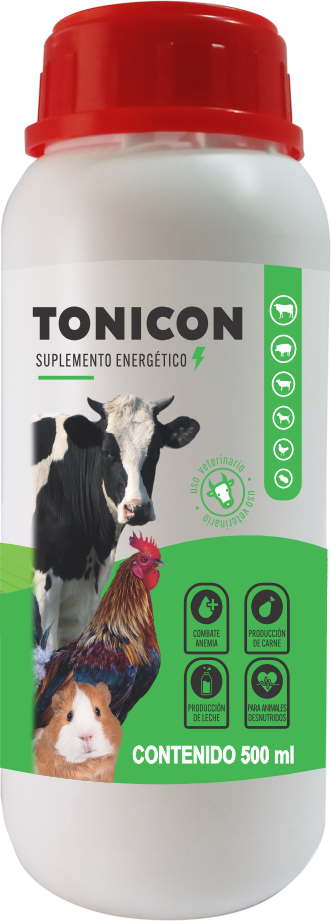 TONICON
SUPLEMENTO ENERGÉTICO
uso veterinario
uso veterinario
COMBATE
ANEMIA
PRODUCCIÓN
DE CARNE
PRODUCCIÓN
DE LECHE
PARA ANIMALES
DESNUTRIDOS
CONTENIDO 500 ml